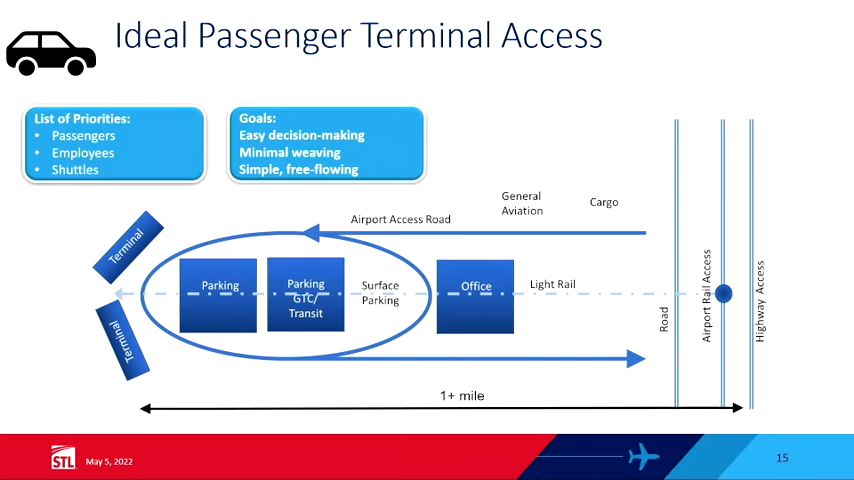 Ideal Passenger Terminal Access
List of Priorities:
• Passengers
• Employees
• Shuttles
Goals:
Easy decision-making
Minimal weaving
Simple, free-flowing
General
Aviation
Cargo
Airport Access Road
Terminal
Terminal
Parking
Parking
GTC/
Transit
Surface
Parking
Office
Light Rail
Road
Airport Rail Access
Highway Access
1+ mile
STL
May 5, 2022
15